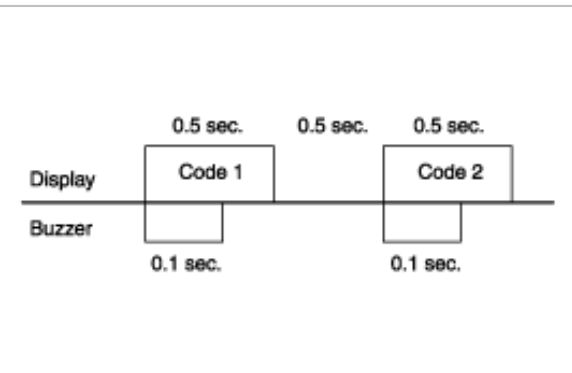 0.5 sec. 0.5 sec. 0.5 sec.
Code 1 Code 2
Display
Buzzer
0.1 sec. 0.1 sec.